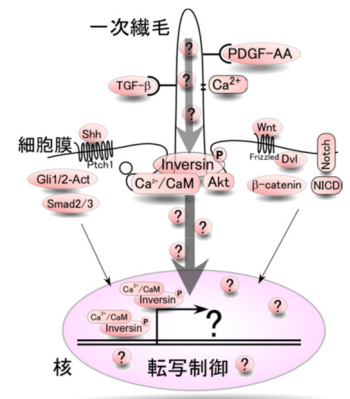 一次繊毛
?
PDGF-AA
TGF-β
?
Ca2+
?
細胞膜
Shh
Ptch1
Wnt
Frizzled
Dvl
Notch
Inversin
P
Ca2+/CaM
Akt
Gli1/2-Act
Smad2/3
β-catenin
NICD
?
?
?
Ca2+/CaM
Inversin
P
Ca2+/CaM
Inversin
P
?
?
?
?
?
核
転写制御